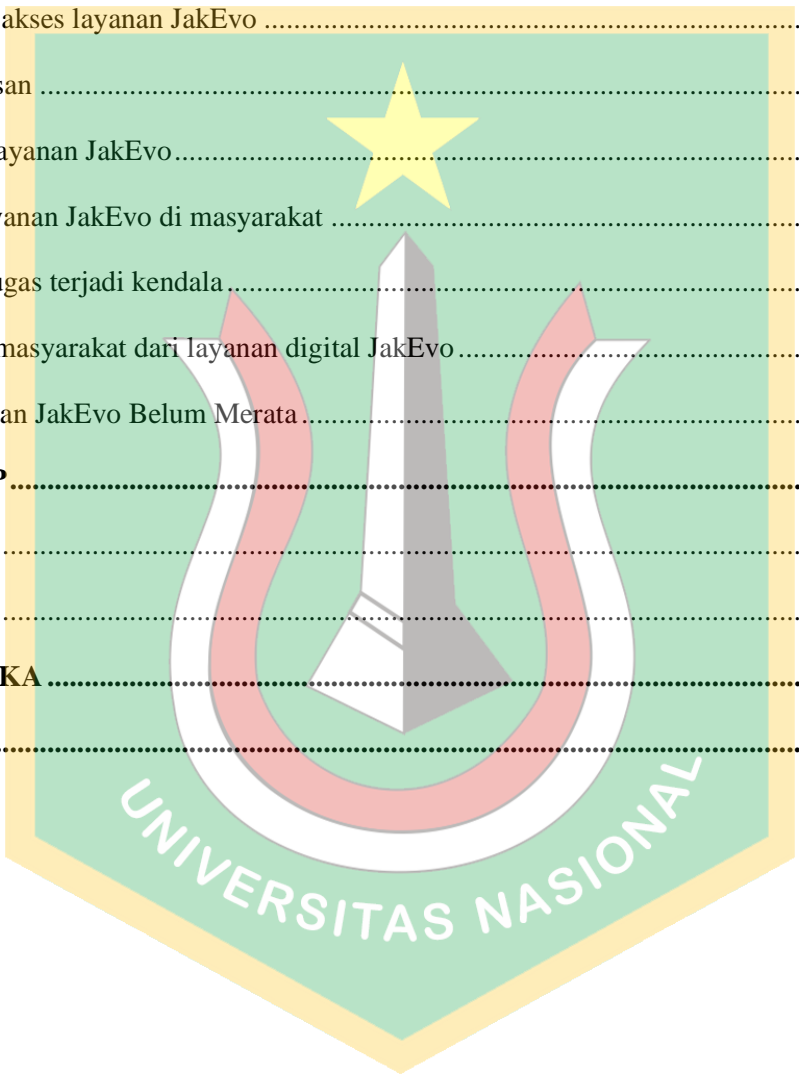 akses layanan JakEvo ........................................................................
san ........................................................................................................
ayanan JakEvo......................................................................................
yanan JakEvo di masyarakat ................................................................
ugas terjadi kendala..............................................................................
masyarakat dari layanan digital JakEvo...............................................
an JakEvo Belum Merata.....................................................................
P............................................................................................................
..............................................................................................................
..............................................................................................................
KA.........................................................................................................
..............................................................................................................
UNIVERSITAS NASIONAL